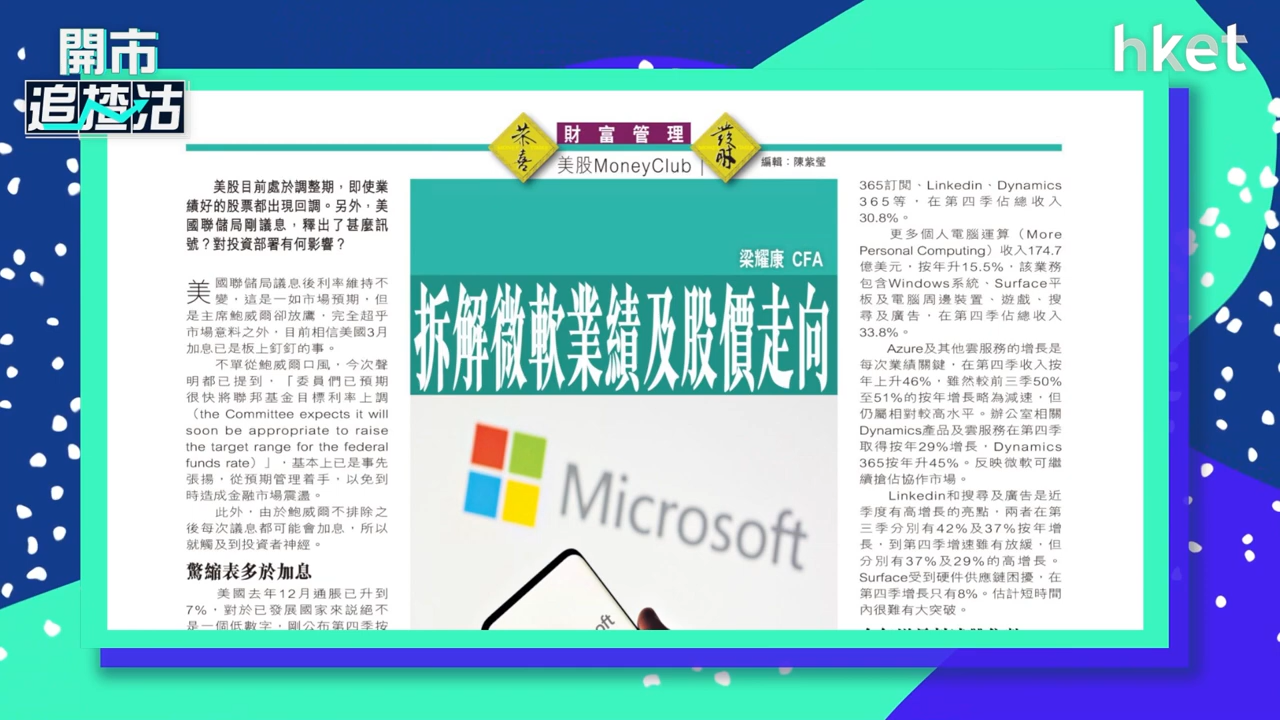 開市
追揸沽
hket
恭喜
財富管理
發財
美股MoneyClub |
編輯：陳紫瑩
美股目前處於調整期，即使業
績好的股票都出現回調。另外，美
國聯儲局剛議息，釋出了甚麼訊
號？對投資部署有何影響？
美國聯儲局議息後利率維持不
變，這是一如市場預期，但
是主席鮑威爾卻放鷹，完全超乎
市場意料之外，目前相信美國3月
加息已是板上釘釘的事。
不單從鮑威爾口風，今次聲
明都已提到，「委員們已預期
很快將聯邦基金目標利率上調
（the Committee expects it will
soon be appropriate to raise
the target range for the federal
funds rate）」，基本上已是事先
張揚，從預期管理着手，以免到
時造成金融市場震盪。
此外，由於鮑威爾不排除之
後每次議息都可能會加息，所以
就觸及到投資者神經。
驚縮表多於加息
美國去年12月通脹已升到
7%，對於已發展國家來說絕不
是一個低數字，剛公布第四季按
梁耀康 CFA
拆解微軟業績及股價走向
Microsoft
365訂閱、Linkedin、Dynamics
365等，在第四季佔總收入
30.8%。
更多個人電腦運算（More
Personal Computing）收入174.7
億美元，按年升15.5%，該業務
包含Windows系統、Surface平
板及電腦周邊裝置、遊戲、搜
尋及廣告，在第四季佔總收入
33.8%。
Azure及其他雲服務的增長是
每次業績關鍵，在第四季收入按
年上升46%，雖然較前三季50%
至51%的按年增長略為減速，但
仍屬相對較高水平。辦公室相關
Dynamics產品及雲服務在第四季
取得按年29%增長，Dynamics
365按年升45%。反映微軟可繼
續搶佔協作市場。
Linkedin和搜尋及廣告是近
季度有高增長的亮點，兩者在第
三季分別有42%及37%按年增
長，到第四季增速雖有放緩，但
分別有37%及29%的高增長。
Surface受到硬件供應鏈困擾，在
第四季增長只有8%。估計短時間
內很難有大突破。